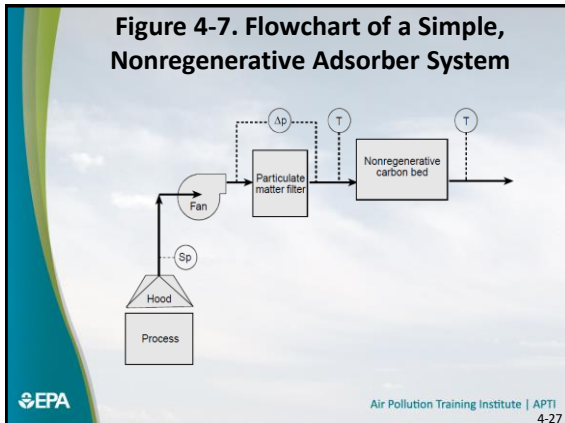 Figure 4-7. Flowchart of a Simple,
Nonregenerative Adsorber System
Δp
T
T
Particulate
matter filter
Nonregenerative
carbon bed
Fan
Sp
Hood
Process
EPA
Air Pollution Training Institute | APTI
4-27